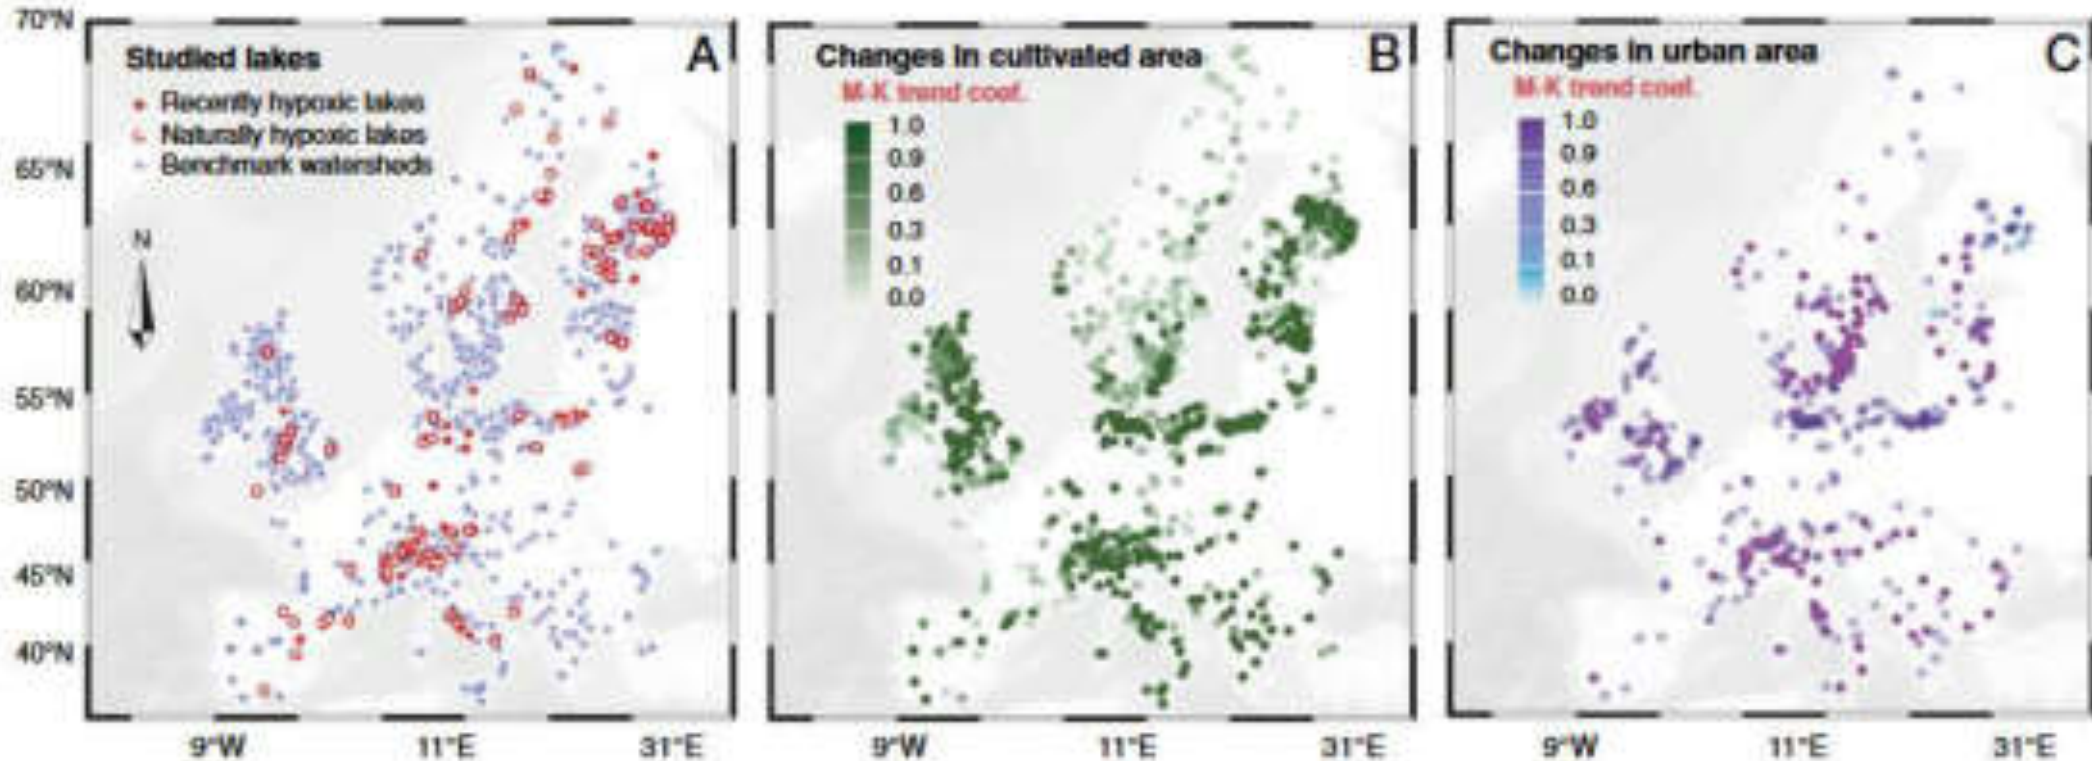 Studied lakes
A
Recently hypoxic lakes
Naturally hypoxic lakes
Benchmark watersheds
N
70°N
65°N
60°N
55°N
50°N
45°N
40°N
9°W
11°E
31°E
Changes in cultivated area
B
M-K trend coef.
1.0
0.9
0.6
0.3
0.1
0.0
9°W
11°E
31°E
Changes in urban area
C
M-K trend coef.
1.0
0.9
0.6
0.3
0.1
0.0
9°W
11°E
31°E